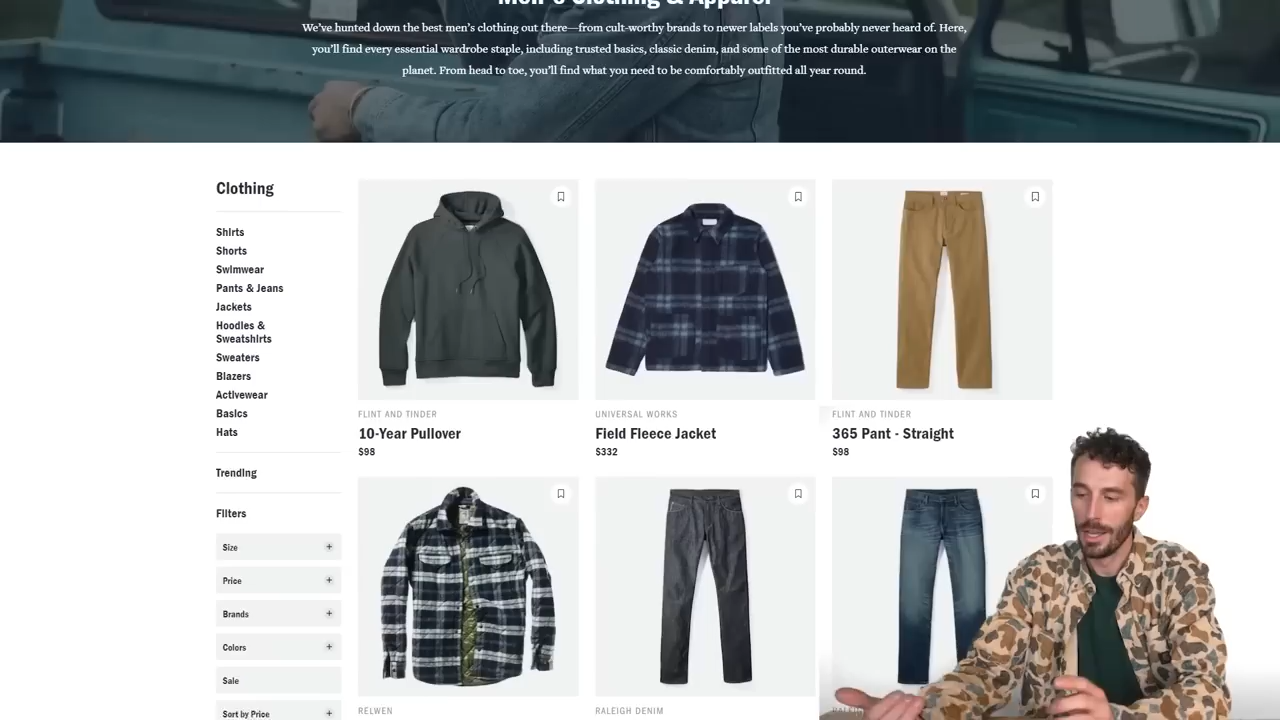 Men's Clothing & Apparel
We've hunted down the best men's clothing out there—from cult-worthy brands to newer labels you've probably never heard of. Here,
you'll find every essential wardrobe staple, including trusted basics, classic denim, and some of the most durable outerwear on the
planet. From head to toe, you'll find what you need to be comfortably outfitted all year round.
Clothing
Shirts
Shorts
Swimwear
Pants & Jeans
Jackets
Hoodies &
Sweatshirts
Sweaters
Blazers
Activewear
Basics
Hats
Trending
Filters
Size +
Price +
Brands +
Colors +
Sale
Sort by Price +
FLINT AND TINDER
10-Year Pullover
$98
UNIVERSAL WORKS
Field Fleece Jacket
$332
FLINT AND TINDER
365 Pant - Straight
$98
RELWEN
RALEIGH DENIM